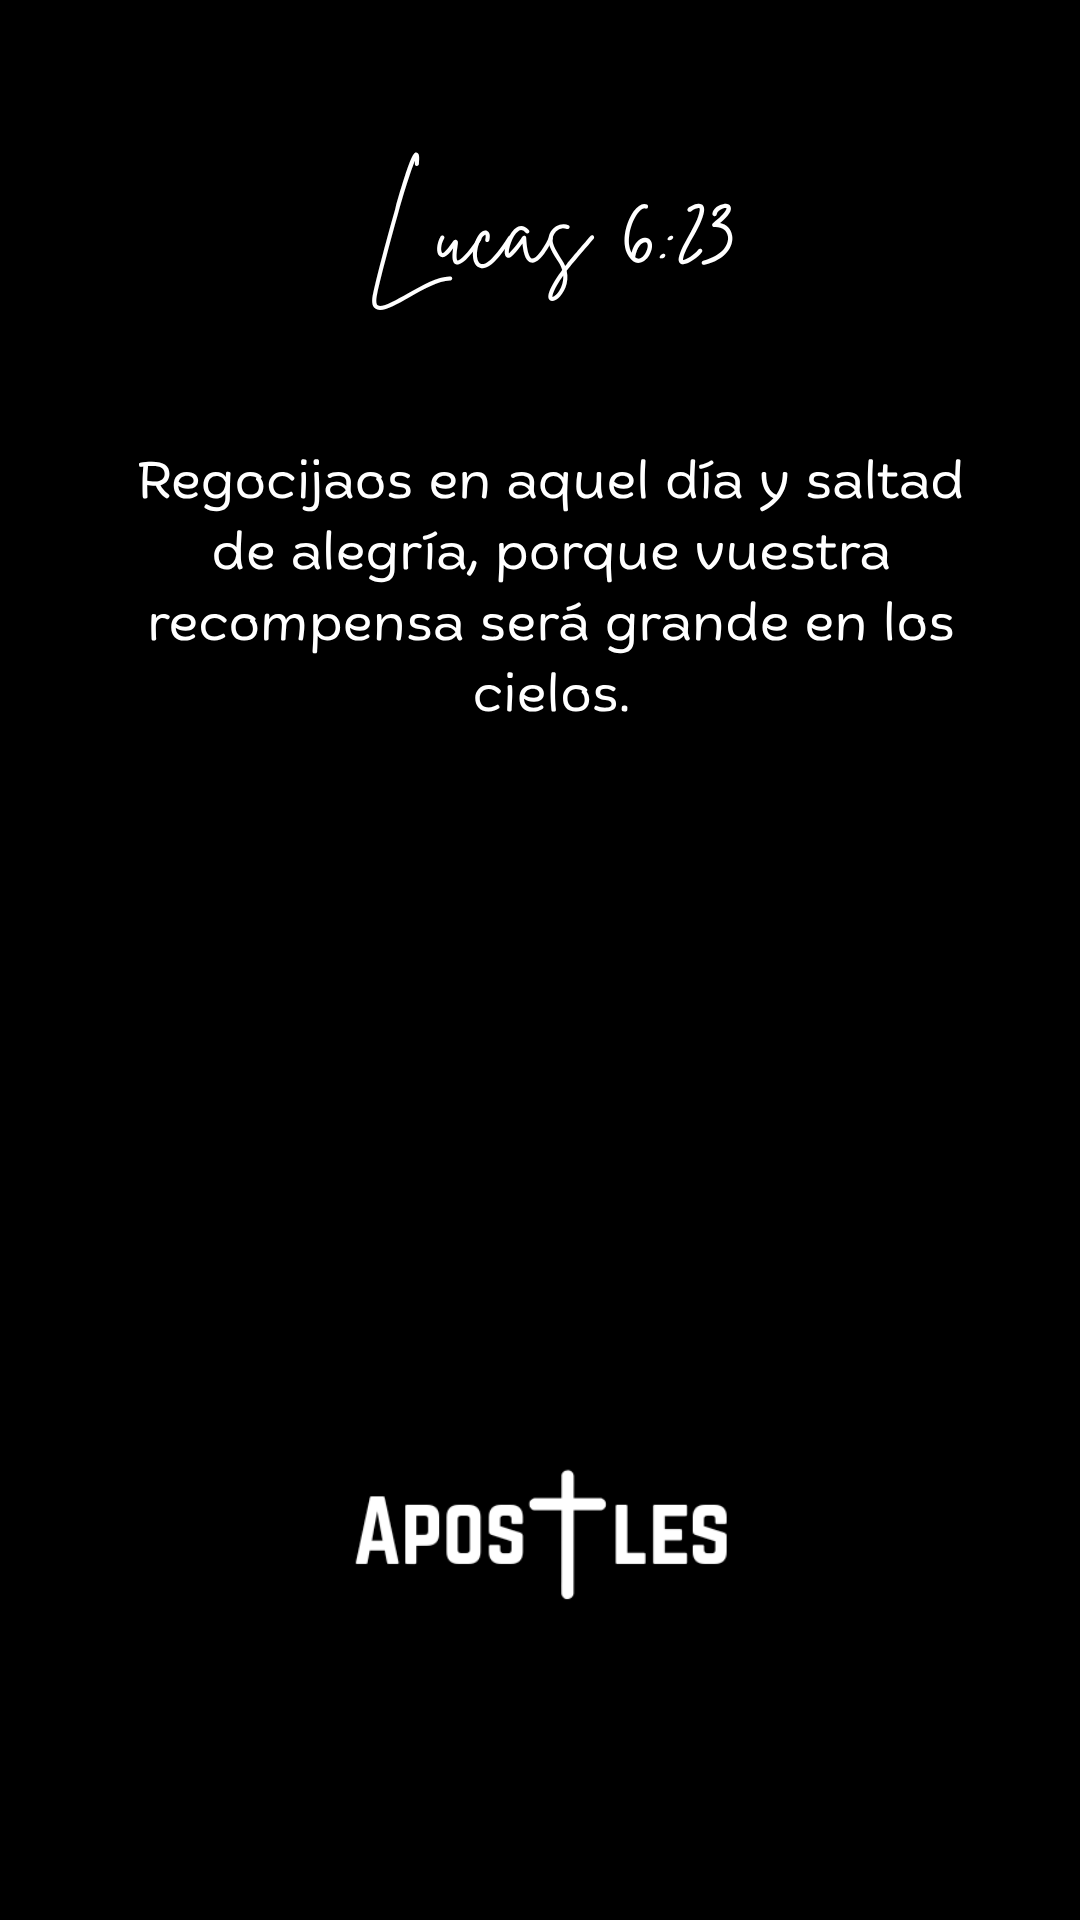 Lucas 6:23
Regocijaos en aquel día y saltad
de alegría, porque vuestra
recompensa será grande en los
cielos.
APOSTLES